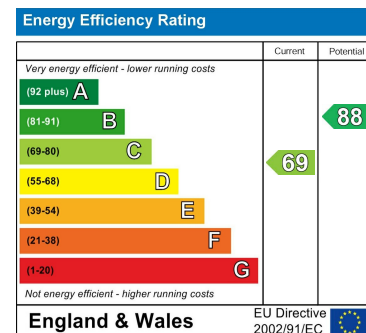 Energy Efficiency Rating
Current Potential
Very energy efficient - lower running costs
(92 plus) A
(81-91) B
88
(69-80) C
69
(55-68) D
(39-54) E
(21-38) F
(1-20) G
Not energy efficient - higher running costs
England & Wales
EU Directive
2002/91/EC